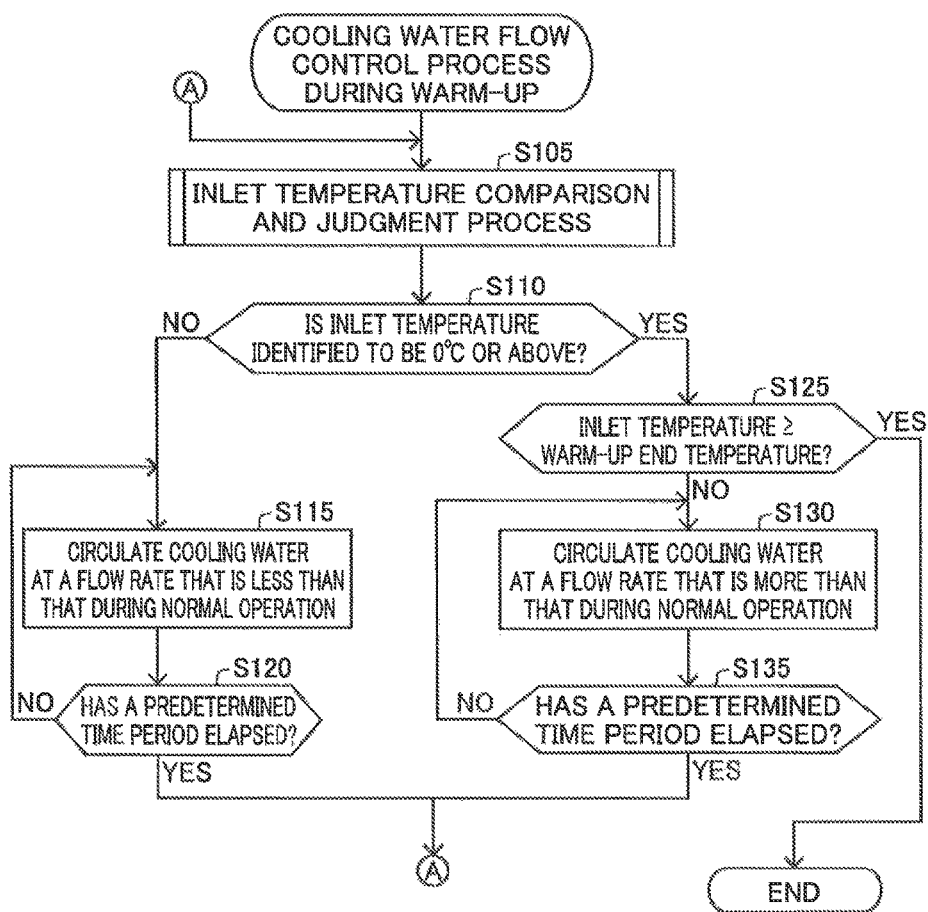 COOLING WATER FLOW
CONTROL PROCESS
DURING WARM-UP
A
S105
INLET TEMPERATURE COMPARISON
AND JUDGMENT PROCESS
S110
NO
IS INLET TEMPERATURE
IDENTIFIED TO BE 0°C OR ABOVE?
YES
S125
INLET TEMPERATURE ≥
WARM-UP END TEMPERATURE?
YES
NO
S115
CIRCULATE COOLING WATER
AT A FLOW RATE THAT IS LESS THAN
THAT DURING NORMAL OPERATION
S130
CIRCULATE COOLING WATER
AT A FLOW RATE THAT IS MORE THAN
THAT DURING NORMAL OPERATION
S120
NO
HAS A PREDETERMINED
TIME PERIOD ELAPSED?
YES
S135
NO
HAS A PREDETERMINED
TIME PERIOD ELAPSED?
YES
A
END